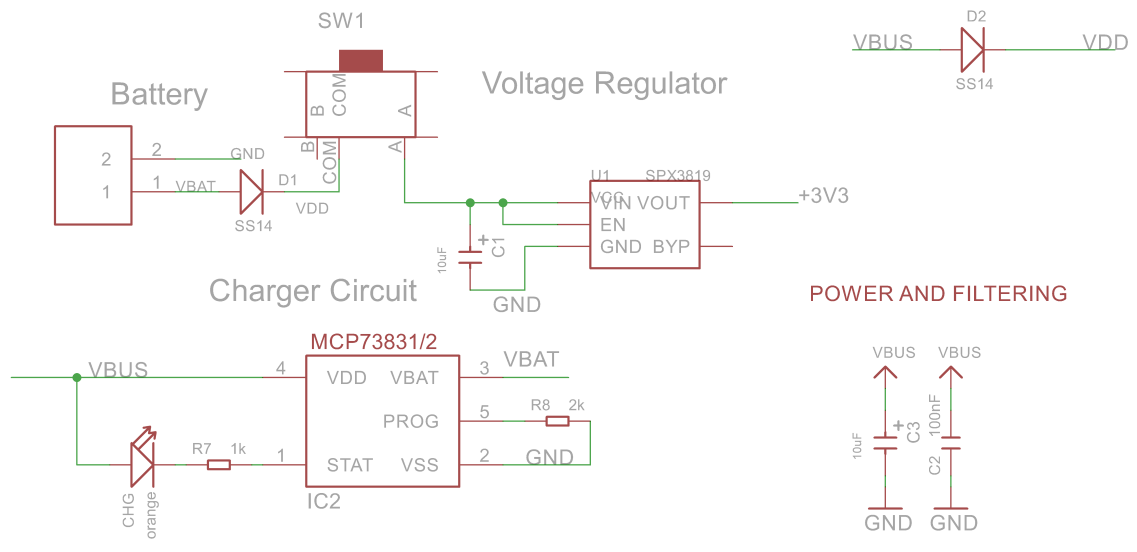 SW1
D2
VBUS
VDD
SS14
Battery
Voltage Regulator
B
COM
A
B
COM
A
2
2
GND
1
1
VBAT
D1
VDD
SS14
U1
SPX3819
VCC
VIN
VOUT
+3V3
EN
GND
BYP
10uF
+
C1
GND
Charger Circuit
POWER AND FILTERING
MCP73831/2
VBUS
4
VDD
VBAT
3
VBAT
PROG
5
R8
2k
R7
1k
1
STAT
VSS
2
GND
CHG
orange
IC2
VBUS
VBUS
10uF
+
C3
C2
100nF
GND
GND